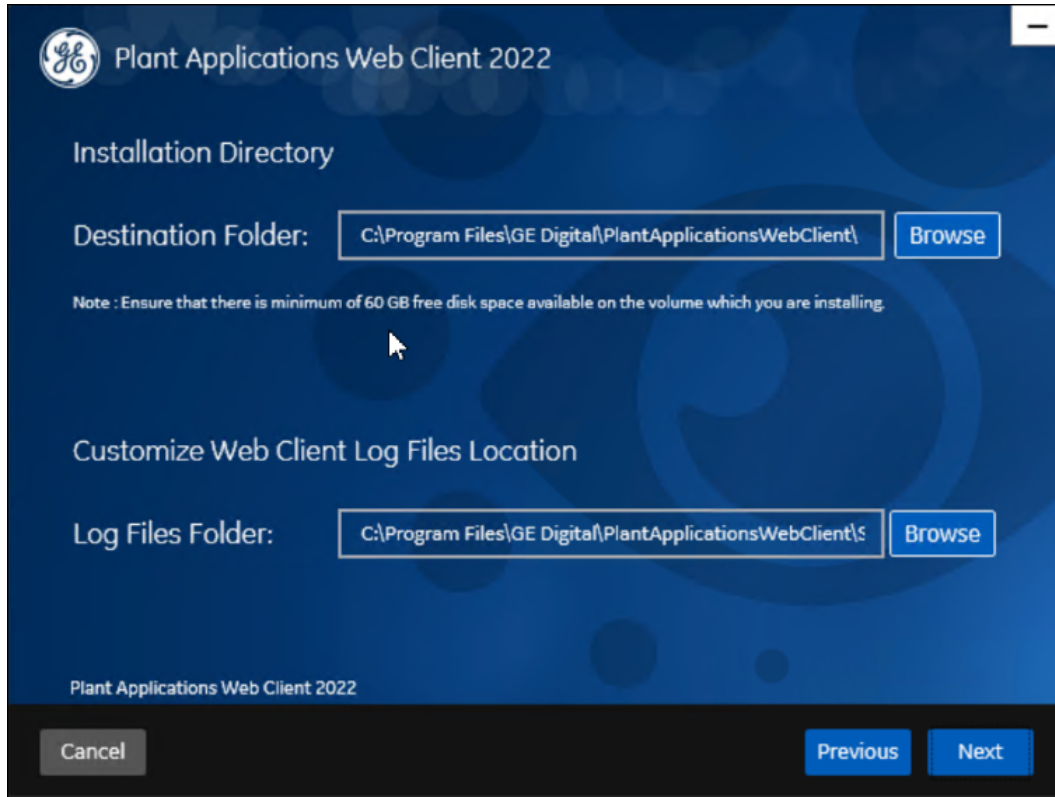 Plant Applications Web Client 2022
Installation Directory
Destination Folder: C:\Program Files\GE Digital\PlantApplicationsWebClient\ Browse
Note : Ensure that there is minimum of 60 GB free disk space available on the volume which you are installing.
Customize Web Client Log Files Location
Log Files Folder: C:\Program Files\GE Digital\PlantApplicationsWebClient\S Browse
Plant Applications Web Client 2022
Cancel Previous Next